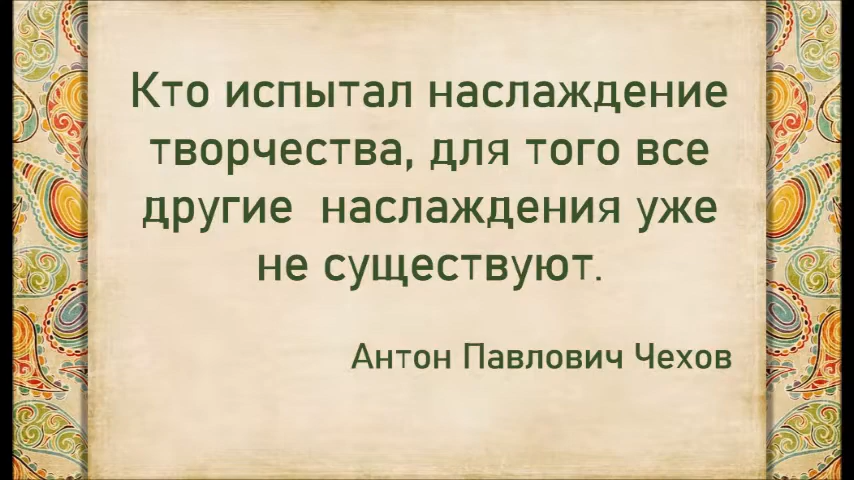 Кто испытал наслаждение
творчества, для того все
другие  наслаждения уже
не существуют.
Антон Павлович Чехов